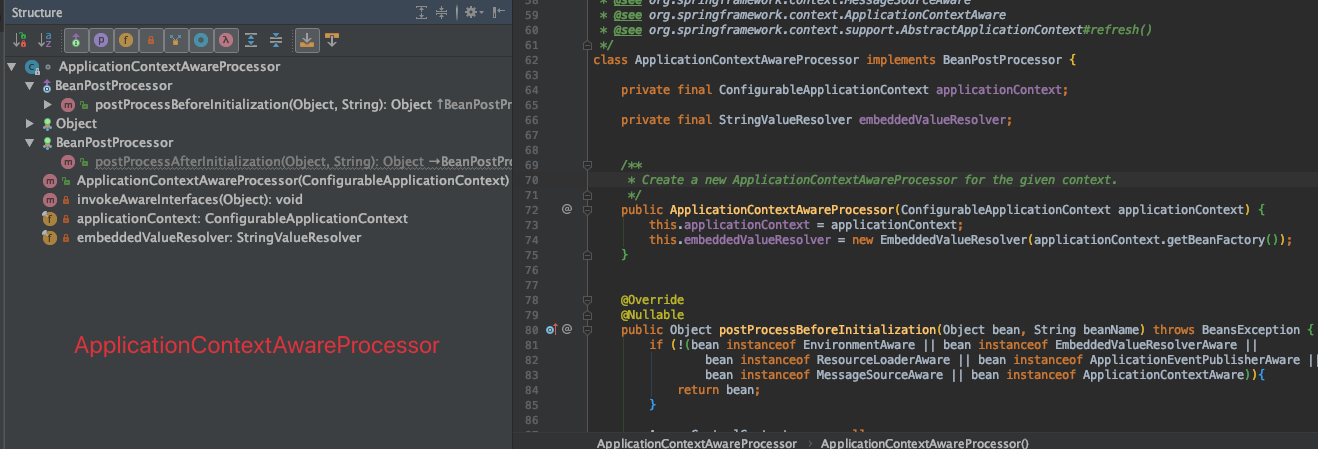 Structure
ApplicationContextAwareProcessor
BeanPostProcessor
postProcessBeforeInitialization(Object, String): Object ↑BeanPostPr
Object
BeanPostProcessor
postProcessAfterInitialization(Object, String): Object →BeanPostPro
ApplicationContextAwareProcessor(ConfigurableApplicationContext)
invokeAwareInterfaces(Object): void
applicationContext: ConfigurableApplicationContext
embeddedValueResolver: StringValueResolver
ApplicationContextAwareProcessor
58 * @see org.springframework.context.MessageSourceAware
59 * @see org.springframework.context.ApplicationContextAware
60 * @see org.springframework.context.support.AbstractApplicationContext#refresh()
61 */
62 class ApplicationContextAwareProcessor implements BeanPostProcessor {
63
64 private final ConfigurableApplicationContext applicationContext;
65
66 private final StringValueResolver embeddedValueResolver;
67
68
69 /**
70 * Create a new ApplicationContextAwareProcessor for the given context.
71 */
72 @ public ApplicationContextAwareProcessor(ConfigurableApplicationContext applicationContext) {
73 this.applicationContext = applicationContext;
74 this.embeddedValueResolver = new EmbeddedValueResolver(applicationContext.getBeanFactory());
75 }
76
77
78 @Override
79 @Nullable
80 @ public Object postProcessBeforeInitialization(Object bean, String beanName) throws BeansException {
81 if (!(bean instanceof EnvironmentAware || bean instanceof EmbeddedValueResolverAware ||
82 bean instanceof ResourceLoaderAware || bean instanceof ApplicationEventPublisherAware ||
83 bean instanceof MessageSourceAware || bean instanceof ApplicationContextAware)){
84 return bean;
85 }
86
ApplicationContextAwareProcessor › ApplicationContextAwareProcessor()